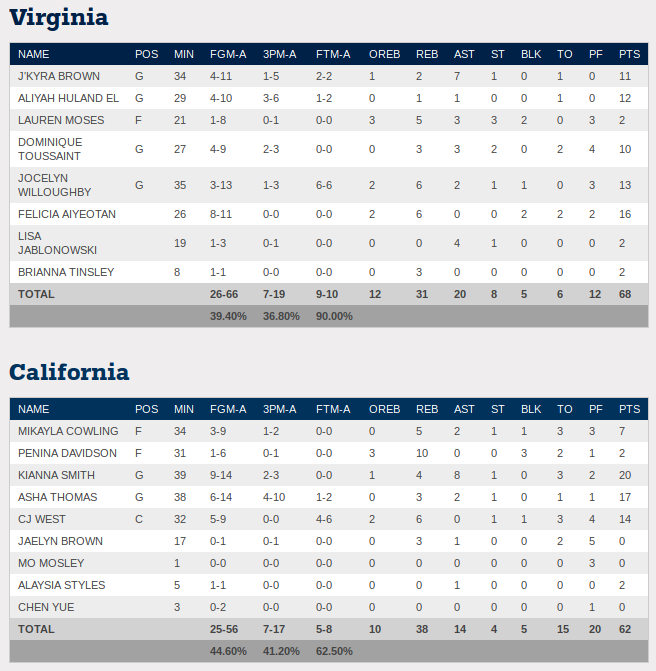 Virginia
NAME POS MIN FGM-A 3PM-A FTM-A OREB REB AST ST BLK TO PF PTS
J'KYRA BROWN G 34 4-11 1-5 2-2 1 2 7 1 0 1 0 11
ALIYAH HULAND EL G 29 4-10 3-6 1-2 0 1 1 0 0 1 0 12
LAUREN MOSES F 21 1-8 0-1 0-0 3 5 3 3 2 0 3 2
DOMINIQUE
TOUSSAINT G 27 4-9 2-3 0-0 0 3 3 2 0 2 4 10
JOCELYN
WILLOUGHBY G 35 3-13 1-3 6-6 2 6 2 1 1 0 3 13
FELICIA AIYEOTAN 26 8-11 0-0 0-0 2 6 0 0 2 2 2 16
LISA
JABLONOWSKI 19 1-3 0-1 0-0 0 0 4 1 0 0 0 2
BRIANNA TINSLEY 8 1-1 0-0 0-0 0 3 0 0 0 0 0 2
TOTAL 26-66 7-19 9-10 12 31 20 8 5 6 12 68
39.40% 36.80% 90.00%
California
NAME POS MIN FGM-A 3PM-A FTM-A OREB REB AST ST BLK TO PF PTS
MIKAYLA COWLING F 34 3-9 1-2 0-0 0 5 2 1 1 3 3 7
PENINA DAVIDSON F 31 1-6 0-1 0-0 3 10 0 0 3 2 1 2
KIANNA SMITH G 39 9-14 2-3 0-0 1 4 8 1 0 3 2 20
ASHA THOMAS G 38 6-14 4-10 1-2 0 3 2 1 0 1 1 17
CJ WEST C 32 5-9 0-0 4-6 2 6 0 1 1 3 4 14
JAELYN BROWN 17 0-1 0-1 0-0 0 3 1 0 0 2 5 0
MO MOSLEY 1 0-0 0-0 0-0 0 0 0 0 0 0 3 0
ALAYSIA STYLES 5 1-1 0-0 0-0 0 0 1 0 0 0 0 2
CHEN YUE 3 0-2 0-0 0-0 0 0 0 0 0 0 1 0
TOTAL 25-56 7-17 5-8 10 38 14 4 5 15 20 62
44.60% 41.20% 62.50%